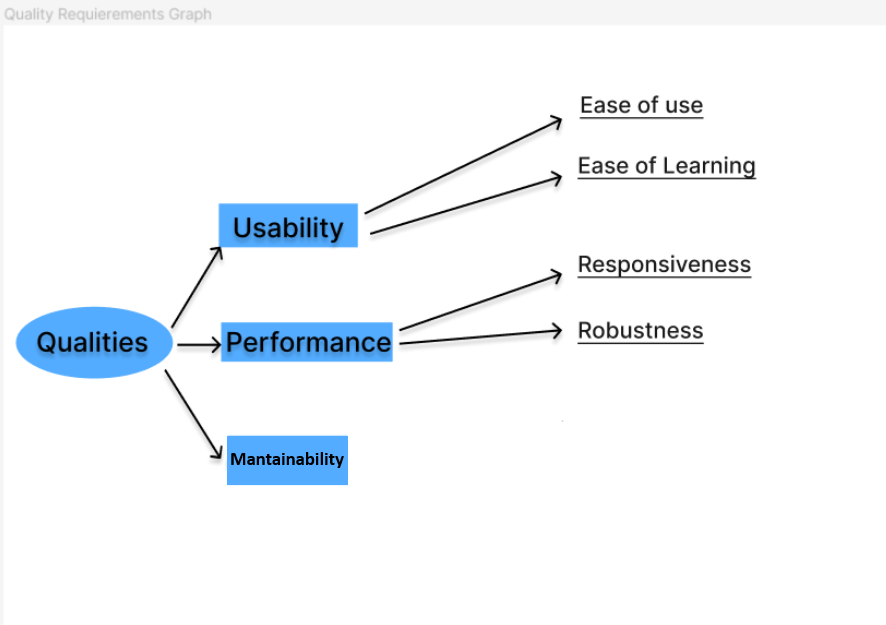 Quality Requierements Graph
Ease of use
Ease of Learning
Usability
Responsiveness
Robustness
Qualities
Performance
Mantainability